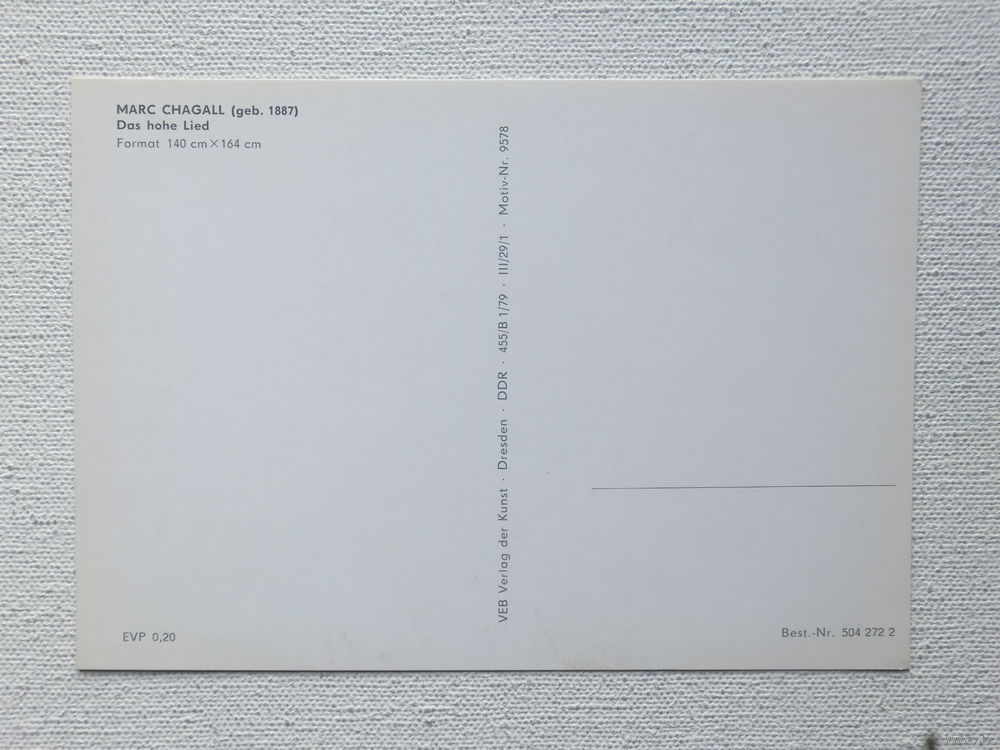 MARC CHAGALL (geb. 1887)
Das hohe Lied
Format 140 cm × 164 cm
VEB Verlag der Kunst · Dresden · DDR · 455/B 1/79 · III/29/1 · Motiv-Nr. 9578
EVP 0,20
Best.-Nr. 504 272 2